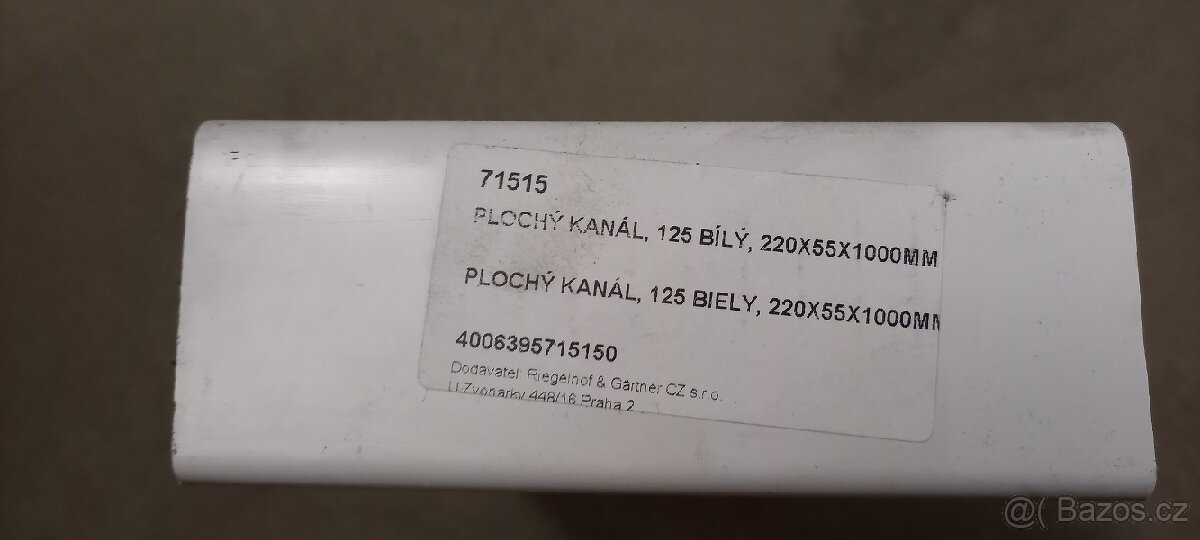 71515
PLOCHÝ KANÁL, 125 BÍLÝ, 220X55X1000MM
PLOCHÝ KANÁL, 125 BIELY, 220X55X1000MM
4006395715150
Dodavatel: Riegelhof & Gärtner CZ s.r.o.
U Zvonařky 448/16 Praha 2
@( Bazos.cz